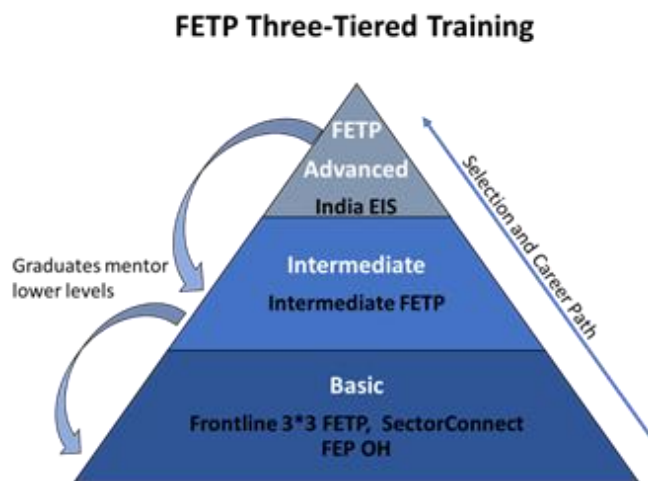 FETP Three-Tiered Training
FETP
Advanced
India EIS
Selection and Career Path
Graduates mentor
lower levels
Intermediate
Intermediate FETP
Basic
Frontline 3*3 FETP, SectorConnect
FEP OH